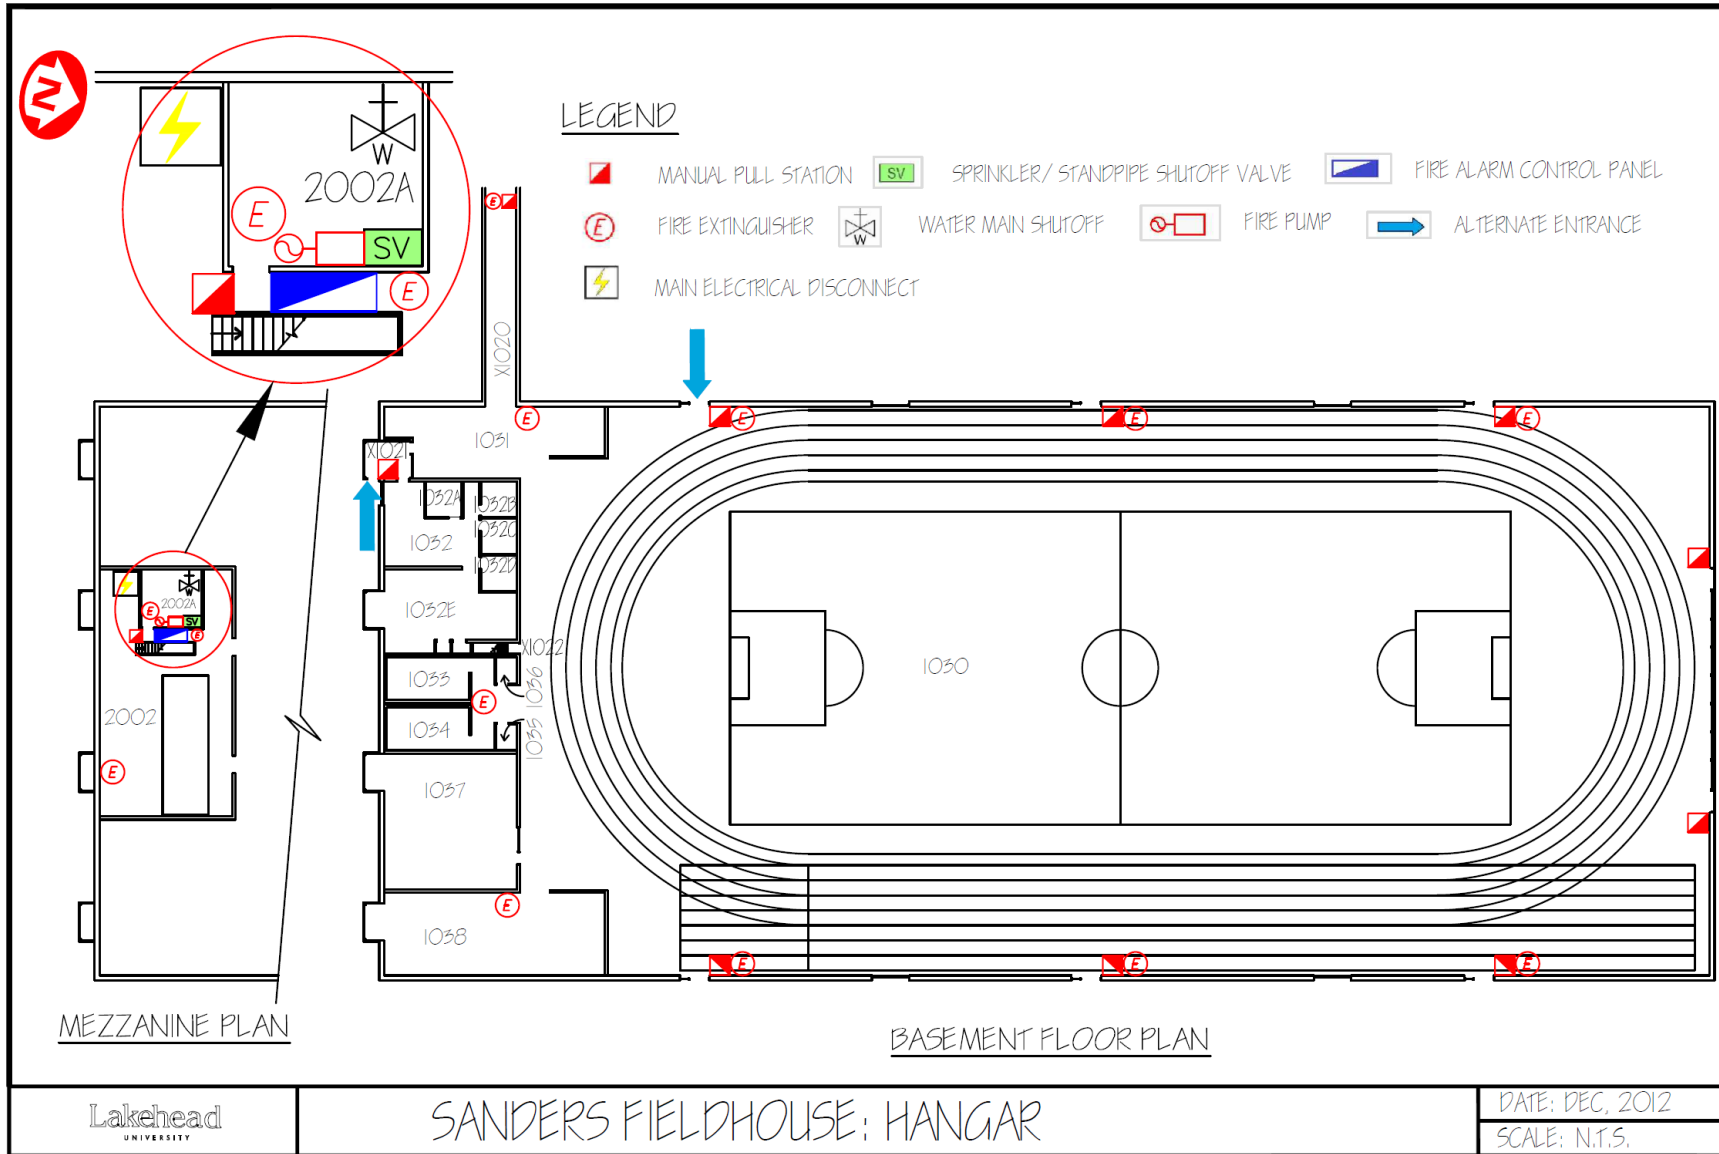 N
W
2002A
E
SV
E
LEGEND
MANUAL PULL STATION
SV
SPRINKLER/ STANDPIPE SHUTOFF VALVE
FIRE ALARM CONTROL PANEL
E
FIRE EXTINGUISHER
W
WATER MAIN SHUTOFF
FIRE PUMP
ALTERNATE ENTRANCE
MAIN ELECTRICAL DISCONNECT
E
X1020
E
1031
X1021
E
E
E
1032A
1032B
1032C
1032
1032D
1032E
W
2002A
E
SV
E
X1022
1033
1036
E
1034
1035
1030
2002
E
1037
E
1038
E
E
E
MEZZANINE PLAN
BASEMENT FLOOR PLAN
Lakehead
UNIVERSITY
SANDERS FIELDHOUSE: HANGAR
DATE: DEC, 2012
SCALE: N.T.S.